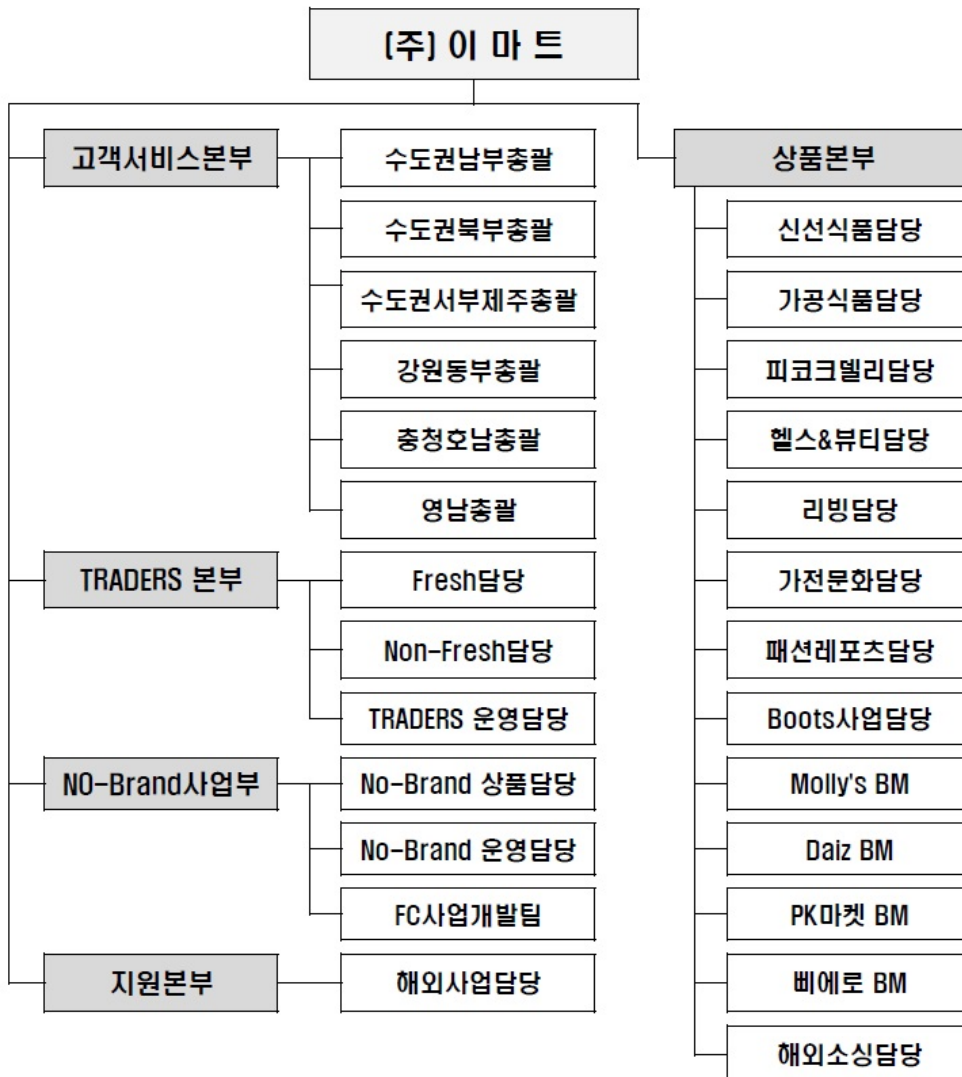 (주) 이 마 트
고객서비스본부
수도권남부총괄
수도권북부총괄
수도권서부제주총괄
강원동부총괄
충청호남총괄
영남총괄
TRADERS 본부
Fresh담당
Non-Fresh담당
TRADERS 운영담당
NO-Brand사업부
No-Brand 상품담당
No-Brand 운영담당
FC사업개발팀
지원본부
해외사업담당
상품본부
신선식품담당
가공식품담당
피코크델리담당
헬스&뷰티담당
리빙담당
가전문화담당
패션레포츠담당
Boots사업담당
Molly's BM
Daiz BM
PK마켓 BM
삐에로 BM
해외소싱담당